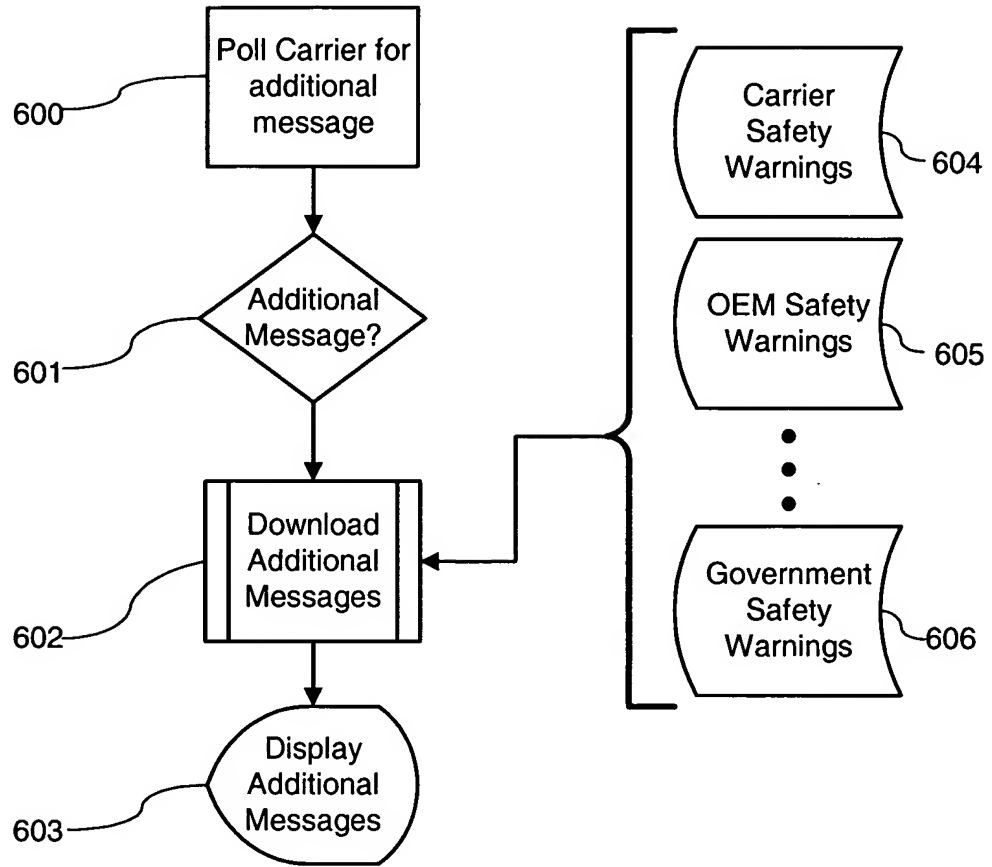 Poll Carrier for
additional
message
600
Additional
Message?
601
Download
Additional
Messages
602
Display
Additional
Messages
603
Carrier
Safety
Warnings
604
OEM Safety
Warnings
605
Government
Safety
Warnings
606